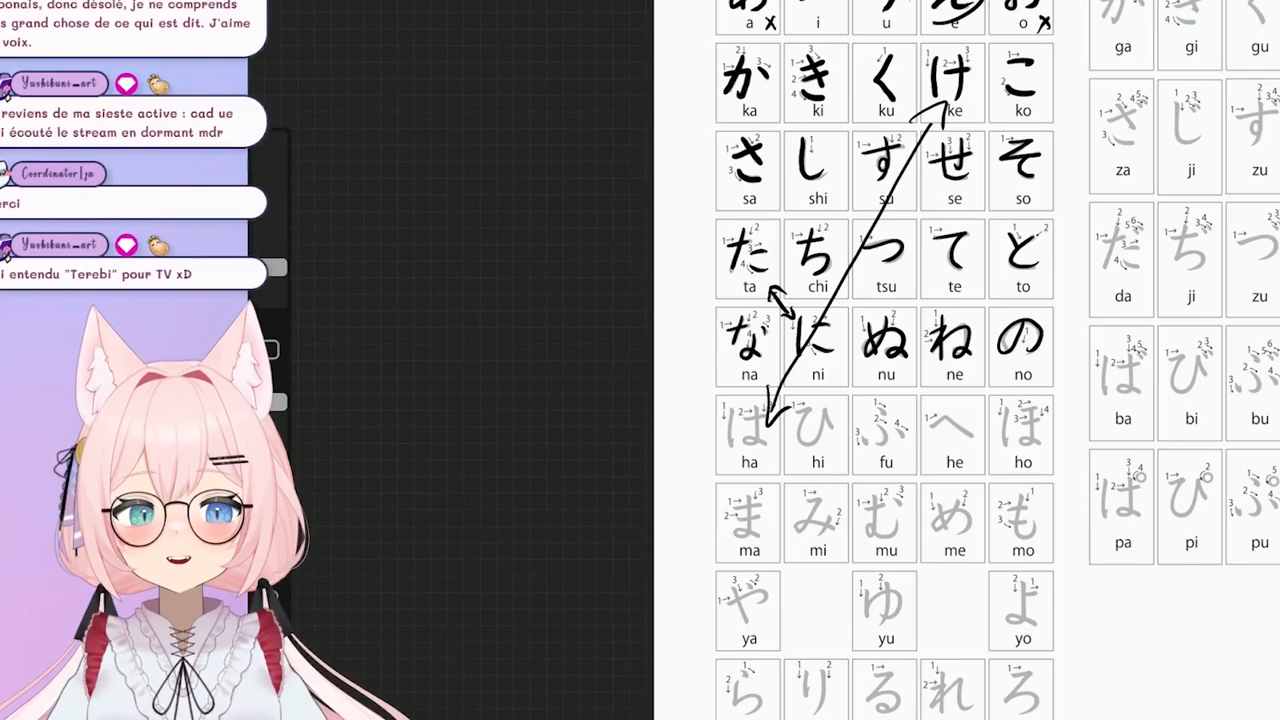 ponais, donc désolé, je ne comprends
s grand chose de ce qui est dit. J'aime
voix.
Yushibuni_art
reviens de ma sieste active : cad ue
i écouté le stream en dormant mdr
Coordinator|ja
erci
Yushibuni_art
i entendu "Terebi" pour TV xD
a x i u e o x
か き く け こ
ka ki ku ke ko
さ し す せ そ
sa shi su se so
た ち つ て と
ta chi tsu te to
な に ぬ ね の
na ni nu ne no
は ひ ふ へ ほ
ha hi fu he ho
ま み む め も
ma mi mu me mo
や ゆ よ
ya yu yo
ら り る れ ろ
ga gi gu
ざ じ ず
za ji zu
だ ぢ づ
da ji zu
ば び ぶ
ba bi bu
ぱ ぴ ぷ
pa pi pu